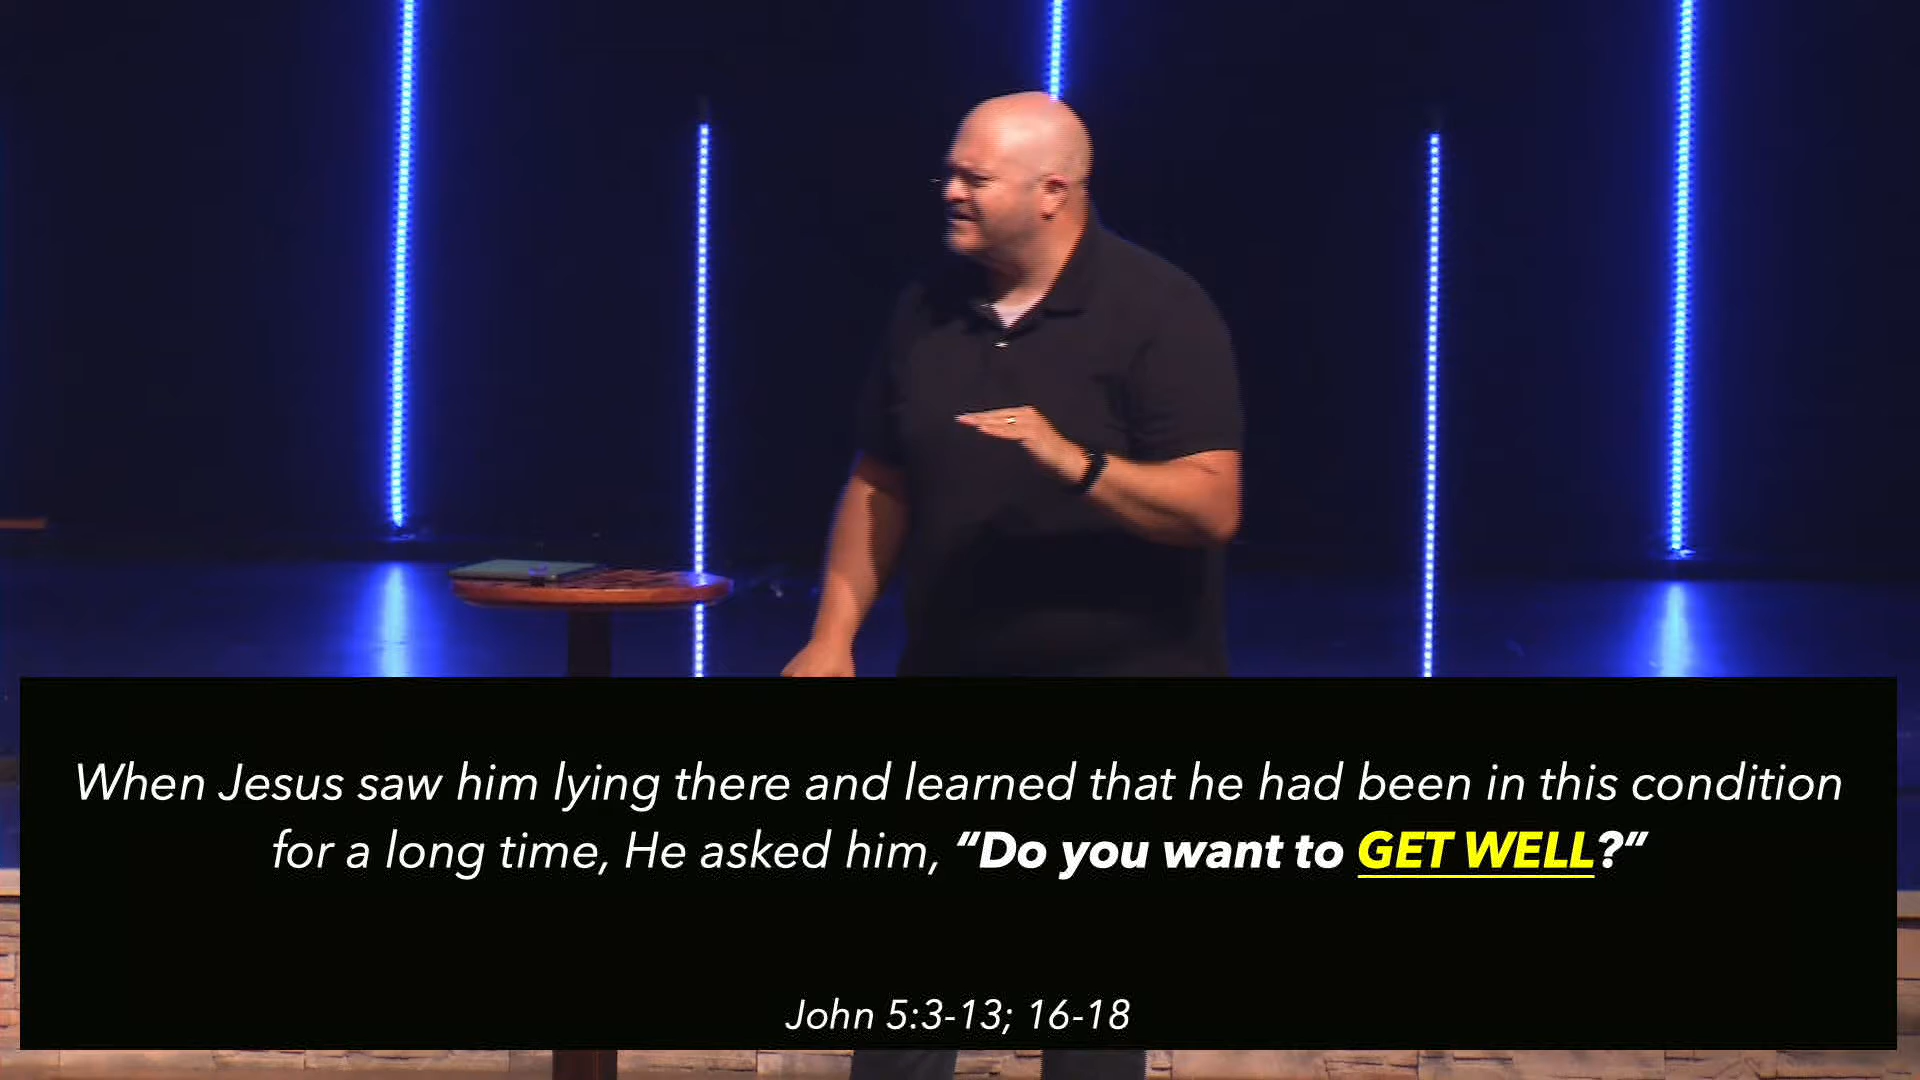 When Jesus saw him lying there and learned that he had been in this condition
for a long time, He asked him, “Do you want to GET WELL?”
John 5:3-13; 16-18